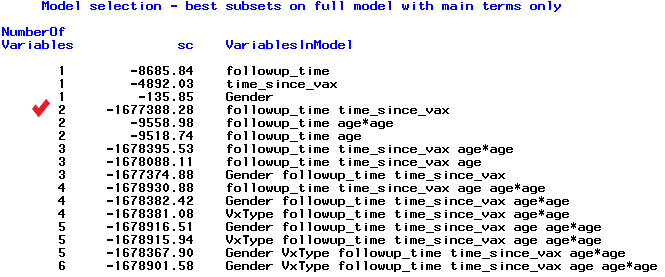 Model selection - best subsets on full model with main terms only
NumberOf
Variables sc VariablesInModel
1 -8685.84 followup_time
1 -4892.03 time_since_vax
1 -135.85 Gender
2 -1677388.28 followup_time time_since_vax
2 -9558.98 followup_time age*age
2 -9518.74 followup_time age
3 -1678395.53 followup_time time_since_vax age*age
3 -1678088.11 followup_time time_since_vax age
3 -1677374.88 Gender followup_time time_since_vax
4 -1678930.88 followup_time time_since_vax age age*age
4 -1678382.42 Gender followup_time time_since_vax age*age
4 -1678381.08 VxType followup_time time_since_vax age*age
5 -1678916.51 Gender followup_time time_since_vax age age*age
5 -1678915.94 VxType followup_time time_since_vax age age*age
5 -1678367.90 Gender VxType followup_time time_since_vax age*age
6 -1678901.58 Gender VxType followup_time time_since_vax age age*age